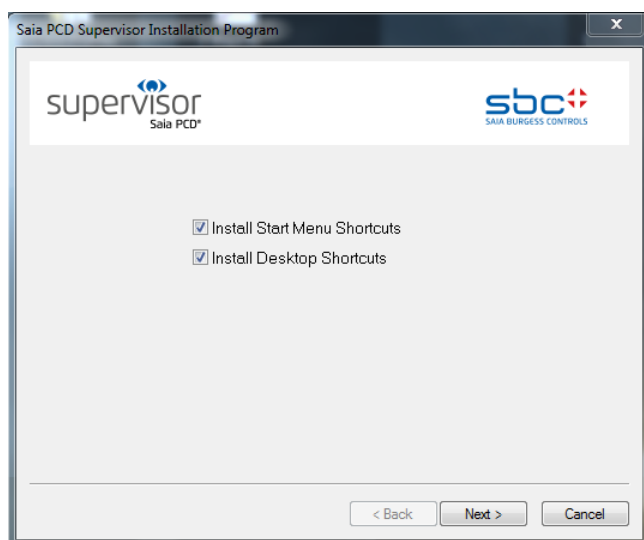 Saia PCD Supervisor Installation Program
x
supervisor
Saia PCD®
sbc
SAIA BURGESS CONTROLS
Install Start Menu Shortcuts
Install Desktop Shortcuts
< Back
Next >
Cancel